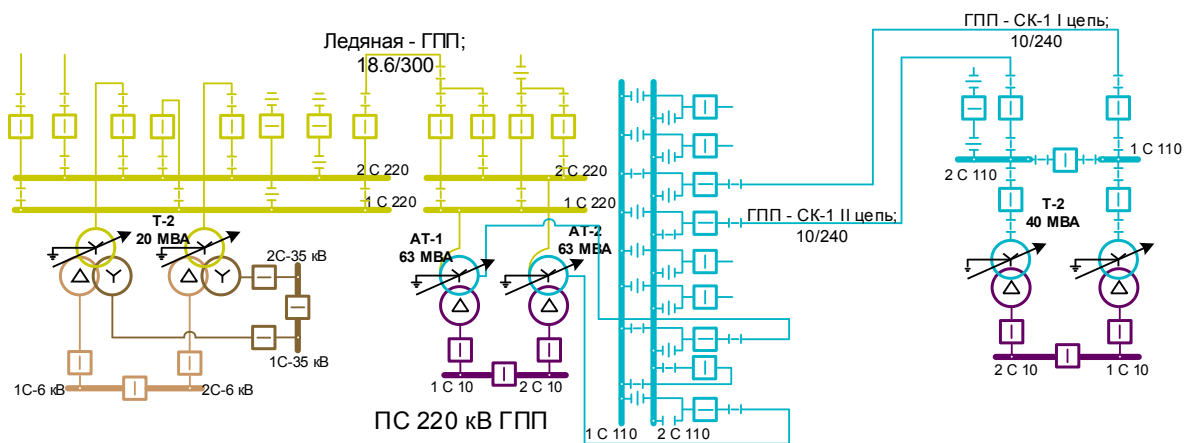 ГПП - СК-1 I цепь;
10/240
Ледяная - ГПП;
18.6/300
1 С 110
2 С 110
2 С 220
2 С 220
1 С 220
1 С 220
Т-2
20 МВА
Т-2
40 МВА
ГПП - СК-1 II цепь;
10/240
АТ-1
63 МВА
АТ-2
63 МВА
2С-35 кВ
1С-35 кВ
1С-6 кВ
2С-6 кВ
1 С 10
2 С 10
2 С 10
1 С 10
ПС 220 кВ ГПП
1 С 110
2 С 110